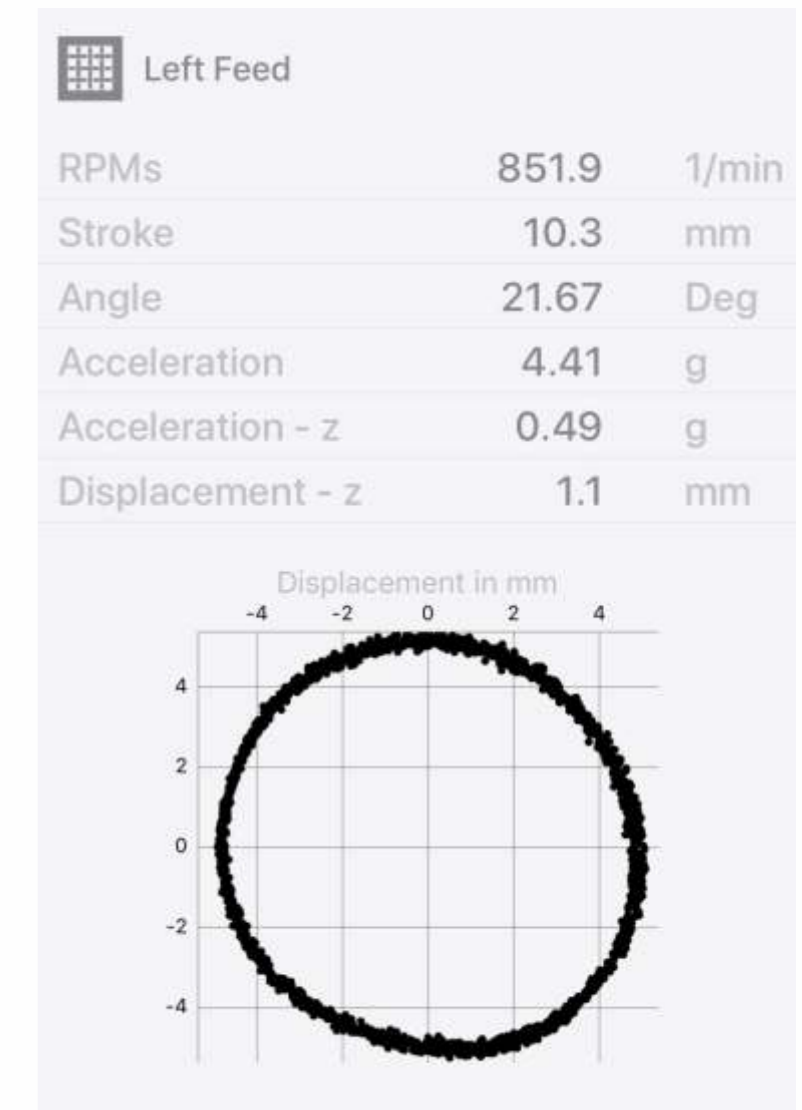 Left Feed
RPMs 851.9 1/min
Stroke 10.3 mm
Angle 21.67 Deg
Acceleration 4.41 g
Acceleration - z 0.49 g
Displacement - z 1.1 mm
Displacement in mm
-4 -2 0 2 4
4
2
0
-2
-4